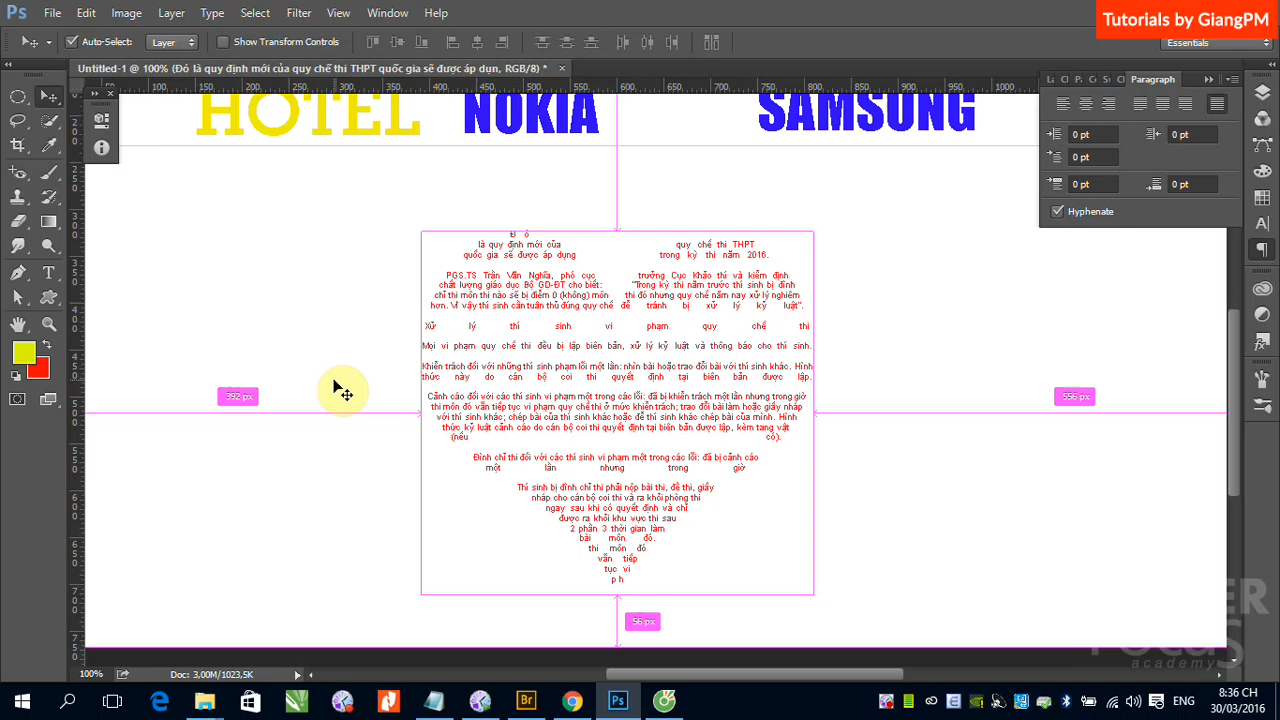 Tutorials by GiangPM
Ps File Edit Image Layer Type Select Filter 3D View Window Help
Auto-Select: Layer Show Transform Controls
Essentials
Untitled-1 @ 100% (Đó là quy định mới của quy chế thi THPT quốc gia sẽ được áp dụn, RGB/8) *
Paragraph
HOTEL NOKIA SAMSUNG
0 pt 0 pt
0 pt
0 pt 0 pt
Hyphenate
Đ ó
là quy định mới của quy chế thi THPT
quốc gia sẽ được áp dụng trong kỳ thi năm 2016.
PGS.TS Trần Văn Nghĩa, phó cục trưởng Cục Khảo thí và kiểm định
chất lượng giáo dục Bộ GD-ĐT cho biết: "Trong kỳ thi năm trước thí sinh bị đình
chỉ thi môn thi nào sẽ bị điểm 0 (không) môn thi đó nhưng quy chế năm nay xử lý nghiêm
hơn. Vì vậy thí sinh cần tuân thủ đúng quy chế để tránh bị xử lý kỷ luật".
Xử lý thí sinh vi phạm quy chế thi
Mọi vi phạm quy chế thi đều bị lập biên bản, xử lý kỷ luật và thông báo cho thí sinh.
Khiển trách đối với những thí sinh phạm lỗi một lần: nhìn bài hoặc trao đổi bài với thí sinh khác. Hình
thức này do cán bộ coi thi quyết định tại biên bản được lập.
Cảnh cáo đối với các thí sinh vi phạm một trong các lỗi: đã bị khiển trách một lần nhưng trong giờ
thi môn đó vẫn tiếp tục vi phạm quy chế thi ở mức khiển trách; trao đổi bài làm hoặc giấy nháp
với thí sinh khác; chép bài của thí sinh khác hoặc để thí sinh khác chép bài của mình. Hình
thức kỷ luật cảnh cáo do cán bộ coi thi quyết định tại biên bản được lập, kèm tang vật
(nếu có).
Đình chỉ thi đối với các thí sinh vi phạm một trong các lỗi: đã bị cảnh cáo
một lần nhưng trong giờ
Thí sinh bị đình chỉ thi phải nộp bài thi, đề thi, giấy
nháp cho cán bộ coi thi và ra khỏi phòng thi
ngay sau khi có quyết định và chỉ
được ra khỏi khu vực thi sau
2 phần 3 thời gian làm
bài môn đó.
thi môn đó
vẫn tiếp
tục vi
p h
392 px
556 px
56 px
academy
100% Doc: 3,00M/1023,5K
ENG
8:36 CH
30/03/2016